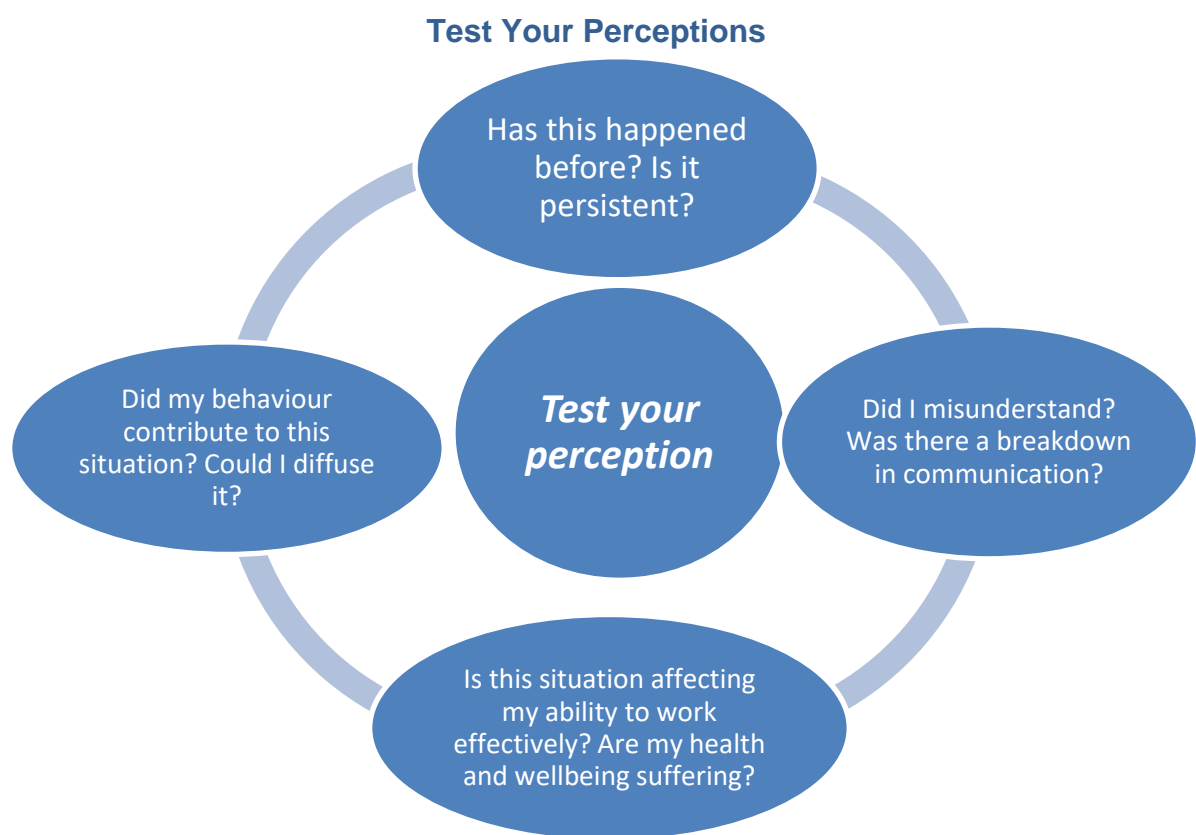 Test Your Perceptions
Has this happened
before? Is it
persistent?
Did my behaviour
contribute to this
situation? Could I diffuse
it?
Test your
perception
Did I misunderstand?
Was there a breakdown
in communication?
Is this situation affecting
my ability to work
effectively? Are my health
and wellbeing suffering?